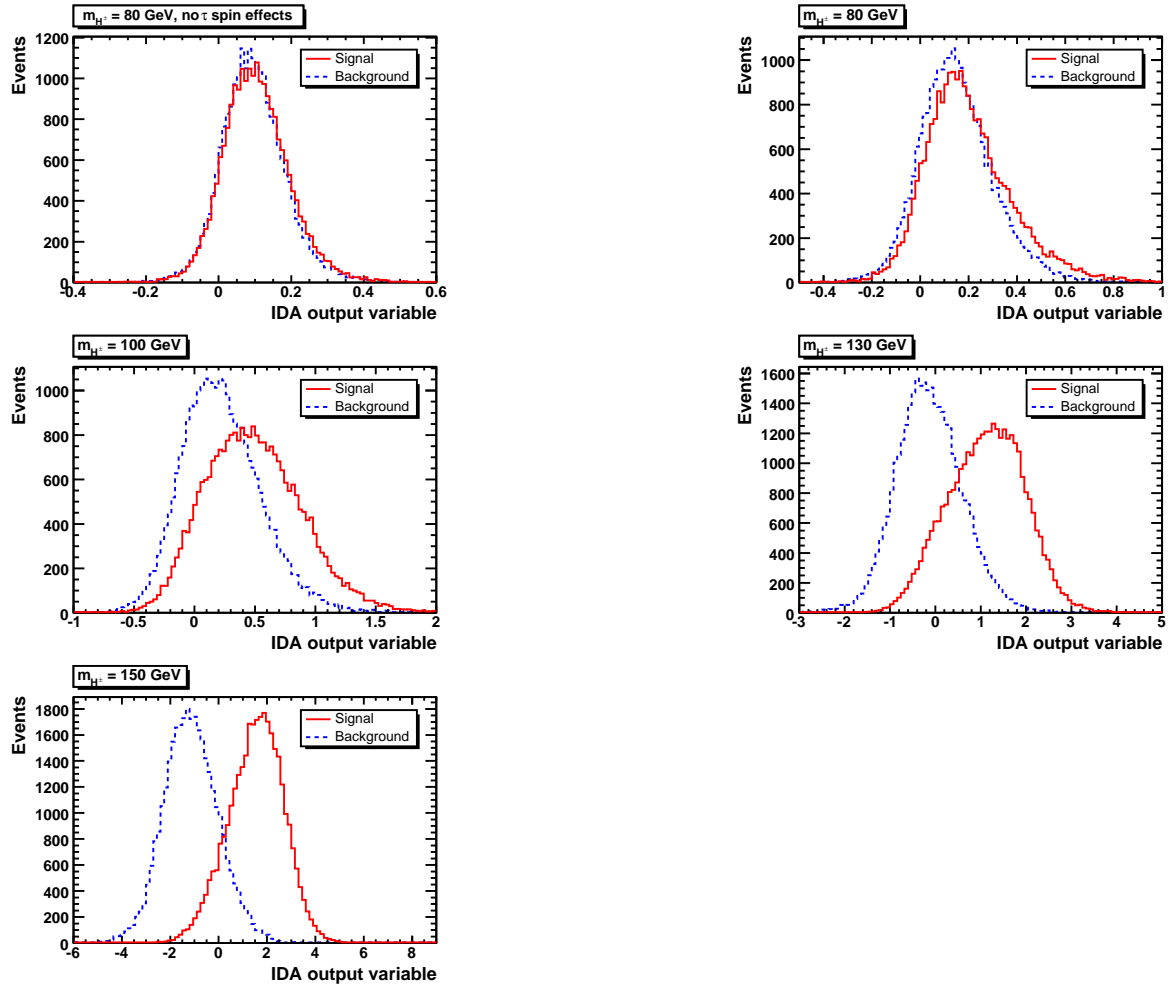 m_H± = 80 GeV, no τ spin effects
Events
1200
1000
800
600
400
200
0
Signal
Background
-0.4 -0.2 0 0.2 0.4 0.6
IDA output variable
m_H± = 80 GeV
Events
1000
800
600
400
200
0
Signal
Background
-0.4 -0.2 0 0.2 0.4 0.6 0.8 1
IDA output variable
m_H± = 100 GeV
Events
1000
800
600
400
200
0
Signal
Background
-1 -0.5 0 0.5 1 1.5 2
IDA output variable
m_H± = 130 GeV
Events
1600
1400
1200
1000
800
600
400
200
0
Signal
Background
-3 -2 -1 0 1 2 3 4 5
IDA output variable
m_H± = 150 GeV
Events
1800
1600
1400
1200
1000
800
600
400
200
0
Signal
Background
-6 -4 -2 0 2 4 6 8
IDA output variable